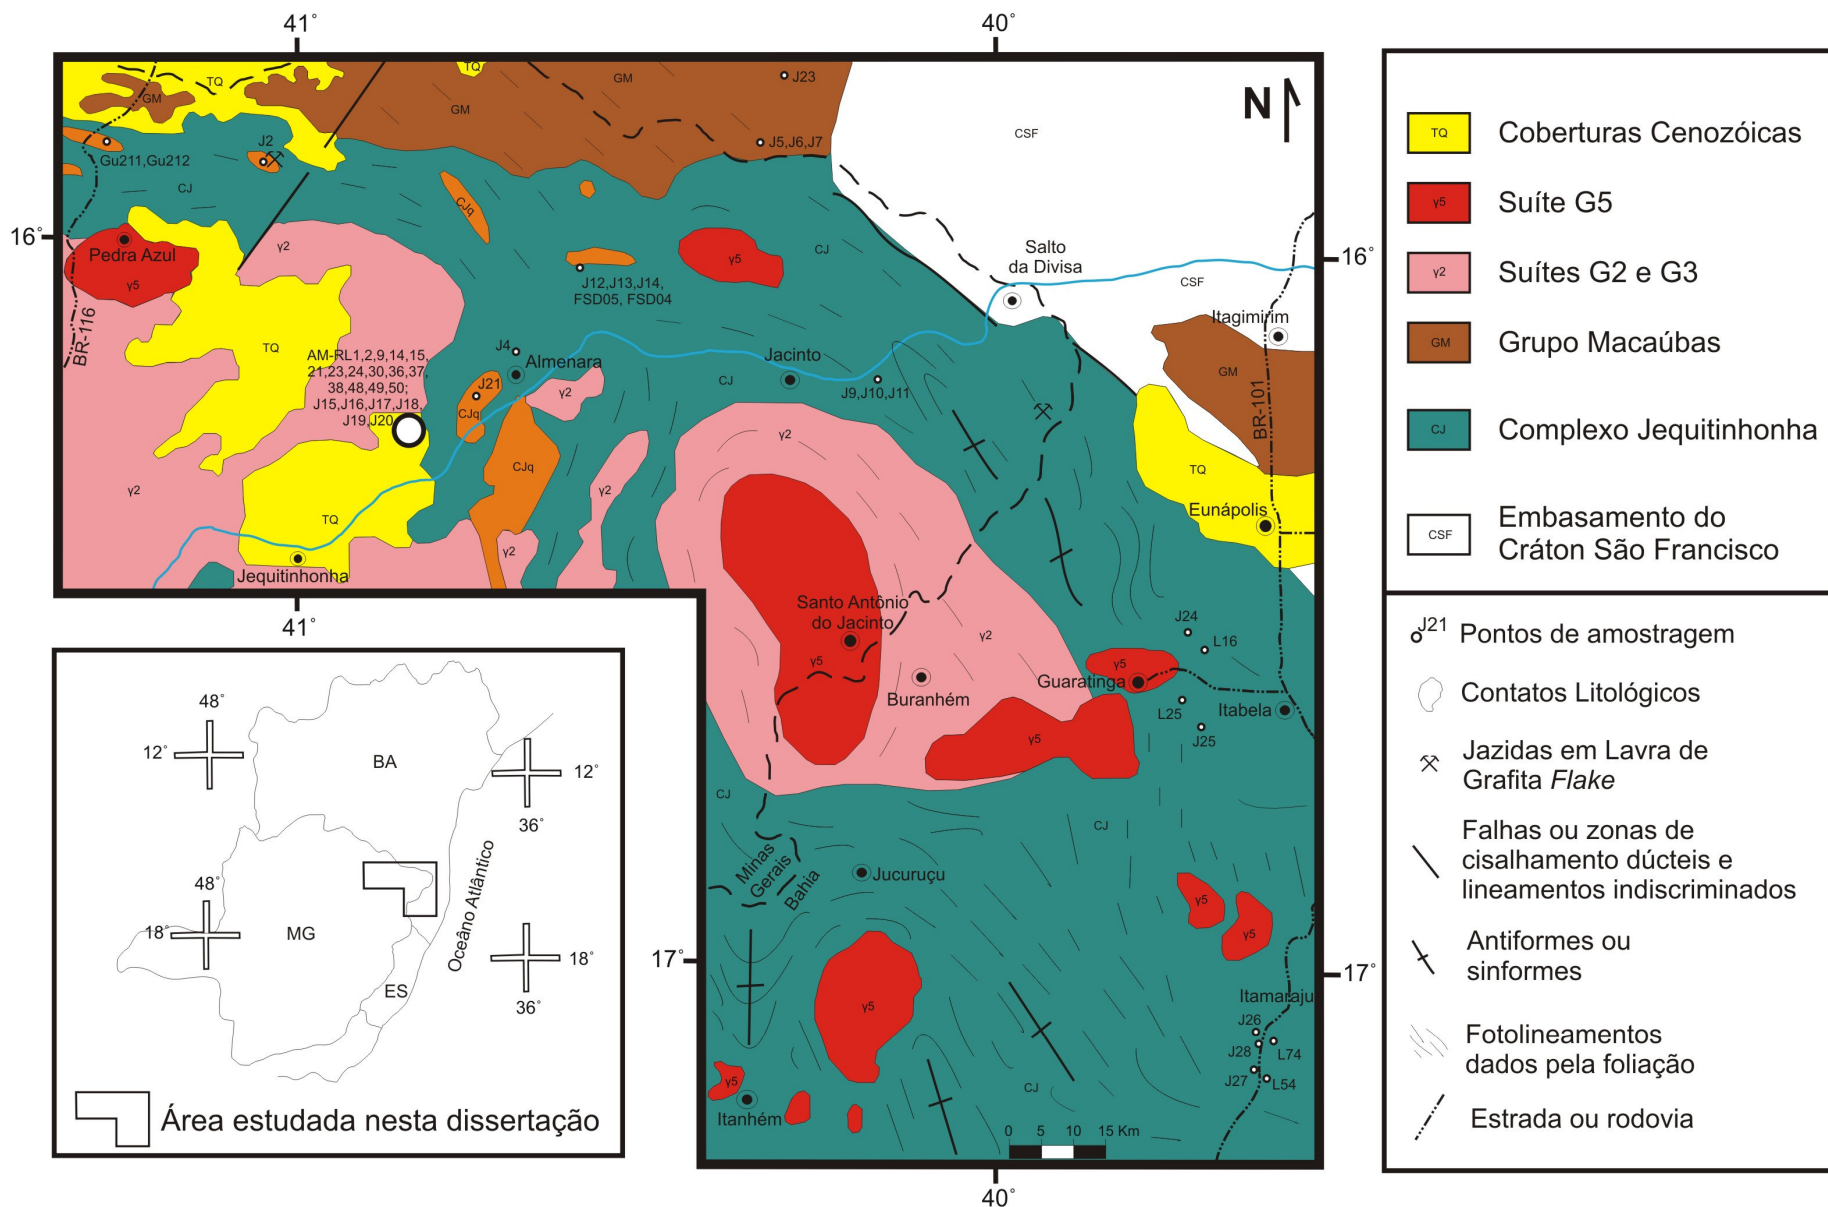 41°
40°
TQ
TQ
GM
GM
GM
J23
J2
Gu211,Gu212
J5,J6,J7
CSF
N
CJ
CJq
16°
16°
Pedra Azul
γ5
γ2
γ5
CJ
Salto
da Divisa
CSF
J12,J13,J14,
FSD05, FSD04
BR-116
TQ
Itagimirim
AM-RL1,2,9,14,15,
21,23,24,30,36,37,
38,48,49,50;
J15,J16,J17,J18,
J19,J20
J4
Almenara
Jacinto
CJ
J9,J10,J11
J21
CJq
γ2
GM
BR-101
γ2
CJq
γ2
γ2
TQ
TQ
Eunápolis
Jequitinhonha
γ2
41°
Santo Antônio
do Jacinto
γ5
γ2
J24
L16
γ5
Guaratinga
Buranhém
L25
Itabela
γ5
J25
CJ
CJ
Minas
Gerais
Bahia
Jucuruçu
γ5
γ5
17°
17°
γ5
Itamaraju
J26
J28
L74
J27
L54
γ5
CJ
Itanhém
0 5 10 15 Km
40°
48°
12°
BA
12°
36°
48°
18°
MG
Oceâno Atlântico
18°
36°
ES
Área estudada nesta dissertação
TQ Coberturas Cenozóicas
γ5 Suíte G5
γ2 Suítes G2 e G3
GM Grupo Macaúbas
CJ Complexo Jequitinhonha
CSF Embasamento do
Cráton São Francisco
J21 Pontos de amostragem
Contatos Litológicos
Jazidas em Lavra de
Grafita Flake
Falhas ou zonas de
cisalhamento dúcteis e
lineamentos indiscriminados
Antiformes ou
sinformes
Fotolineamentos
dados pela foliação
Estrada ou rodovia